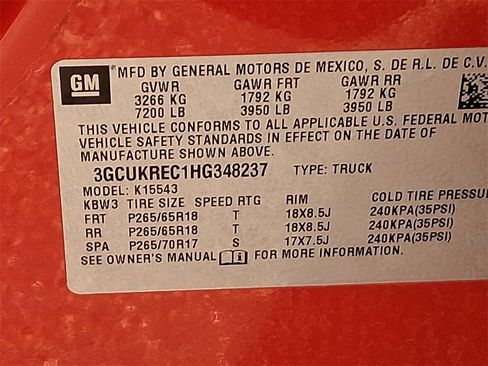 GM MFD BY GENERAL MOTORS DE MEXICO, S. DE R.L. DE C.V.
GVWR GAWR FRT GAWR RR
3266 KG 1792 KG 1792 KG
7200 LB 3950 LB 3950 LB
THIS VEHICLE CONFORMS TO ALL APPLICABLE U.S. FEDERAL MOTO
VEHICLE SAFETY STANDARDS IN EFFECT ON THE DATE OF
MANUFACTURE SHOWN ABOVE.
3GCUKREC1HG348237 TYPE: TRUCK
MODEL: K15543
KBW3 TIRE SIZE SPEED RTG RIM COLD TIRE PRESSUR
FRT P265/65R18 T 18X8.5J 240KPA(35PSI)
RR P265/65R18 T 18X8.5J 240KPA(35PSI)
SPA P265/70R17 S 17X7.5J 240KPA(35PSI)
SEE OWNER'S MANUAL FOR MORE INFORMATION.